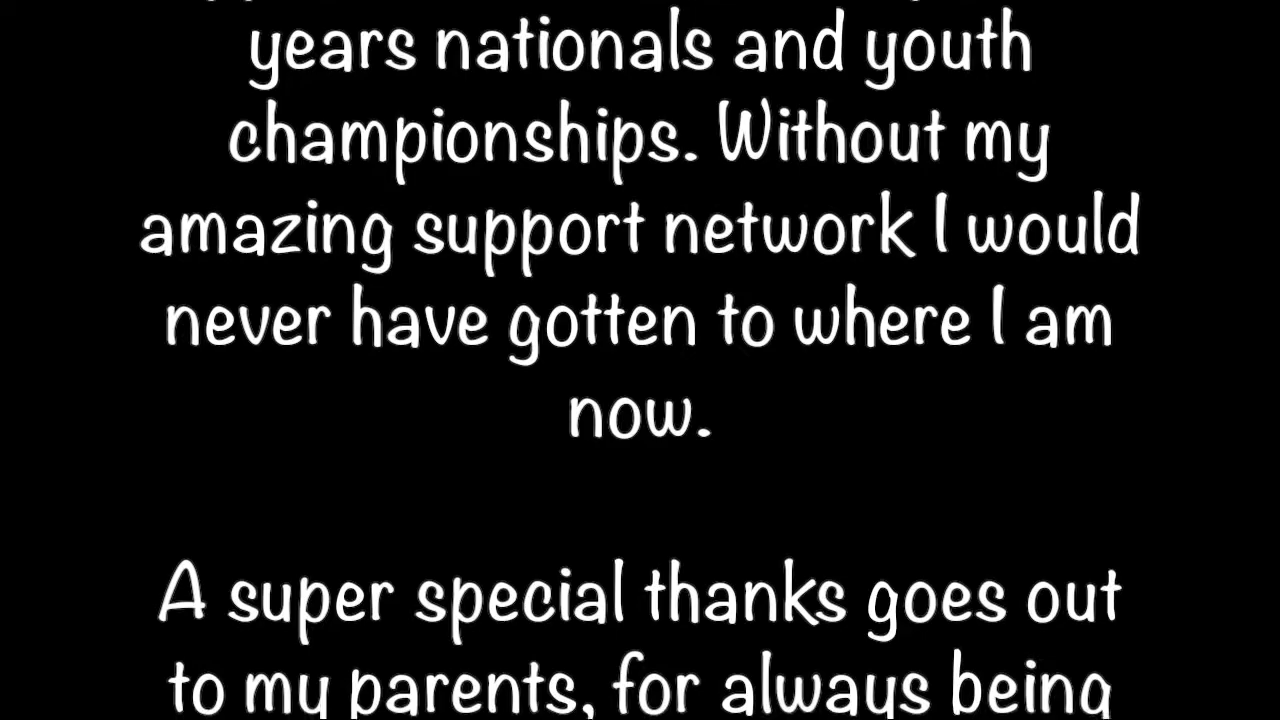 years nationals and youth
championships. Without my
amazing support network I would
never have gotten to where I am
now.
A super special thanks goes out
to my parents, for always being